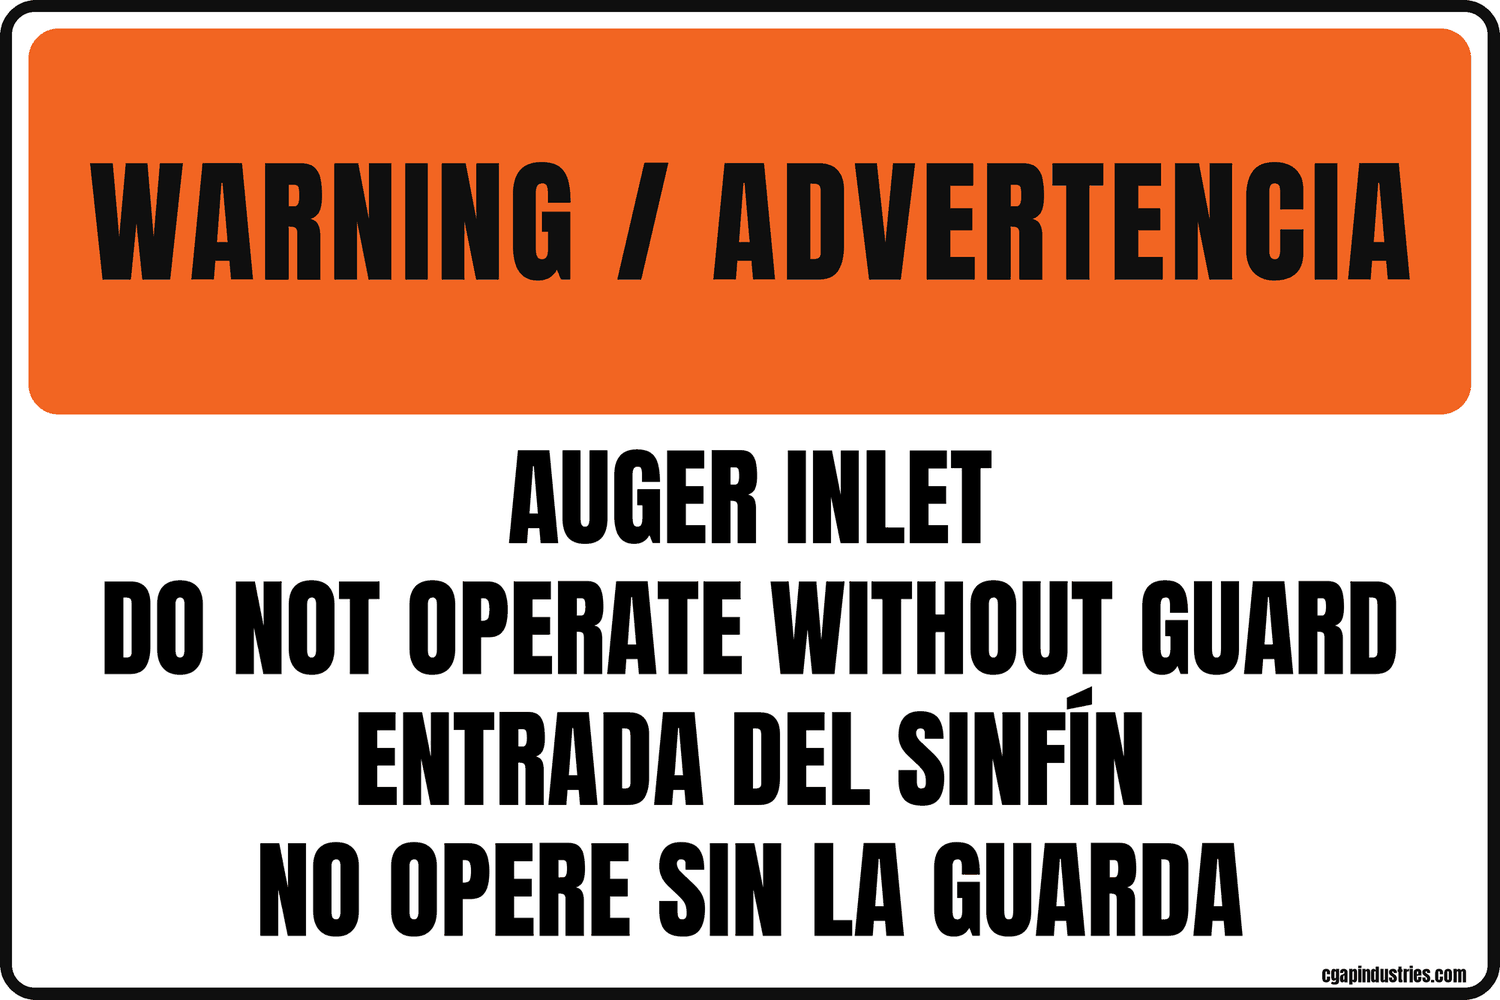 WARNING / ADVERTENCIA
AUGER INLET
DO NOT OPERATE WITHOUT GUARD
ENTRADA DEL SINFÍN
NO OPERE SIN LA GUARDA
cgapindustries.com